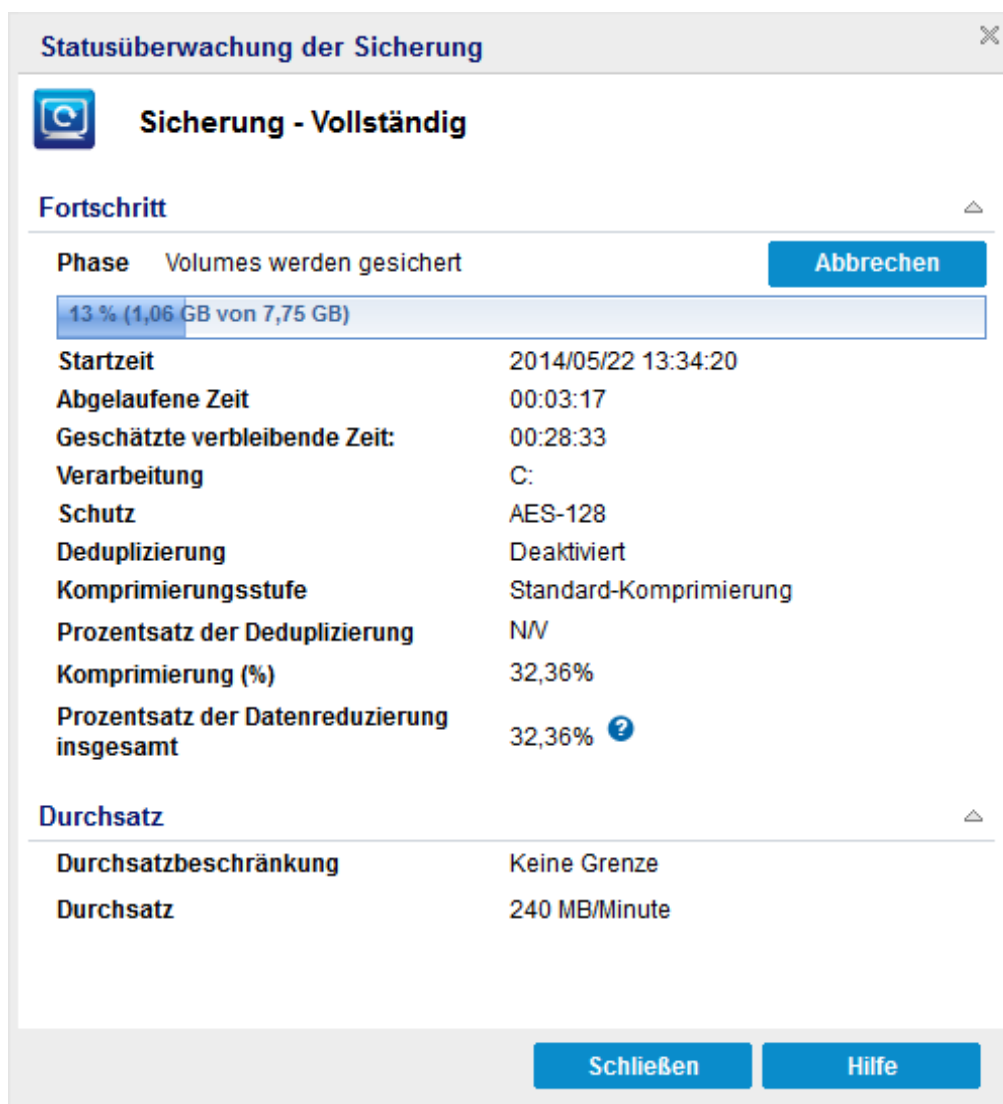 Statusüberwachung der Sicherung
Sicherung - Vollständig
Fortschritt
Phase Volumes werden gesichert Abbrechen
13 % (1,06 GB von 7,75 GB)
Startzeit 2014/05/22 13:34:20
Abgelaufene Zeit 00:03:17
Geschätzte verbleibende Zeit: 00:28:33
Verarbeitung C:
Schutz AES-128
Deduplizierung Deaktiviert
Komprimierungsstufe Standard-Komprimierung
Prozentsatz der Deduplizierung N/V
Komprimierung (%) 32,36%
Prozentsatz der Datenreduzierung
insgesamt 32,36% ?
Durchsatz
Durchsatzbeschränkung Keine Grenze
Durchsatz 240 MB/Minute
Schließen Hilfe